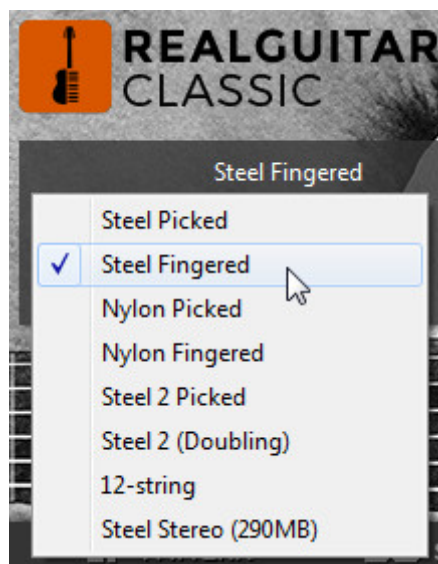 REALGUITAR
CLASSIC
Steel Fingered
Steel Picked
Steel Fingered
Nylon Picked
Nylon Fingered
Steel 2 Picked
Steel 2 (Doubling)
12-string
Steel Stereo (290MB)